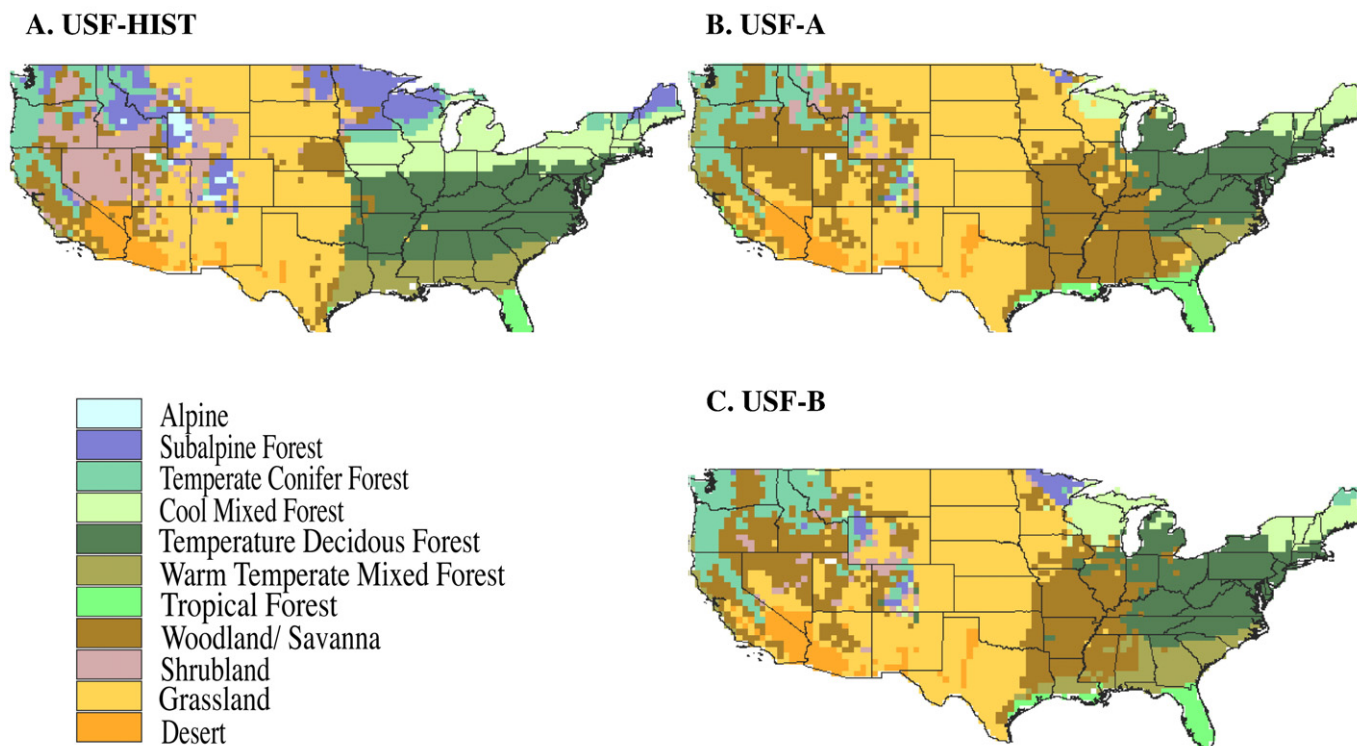 A. USF-HIST
B. USF-A
C. USF-B
Alpine
Subalpine Forest
Temperate Conifer Forest
Cool Mixed Forest
Temperature Decidous Forest
Warm Temperate Mixed Forest
Tropical Forest
Woodland/ Savanna
Shrubland
Grassland
Desert